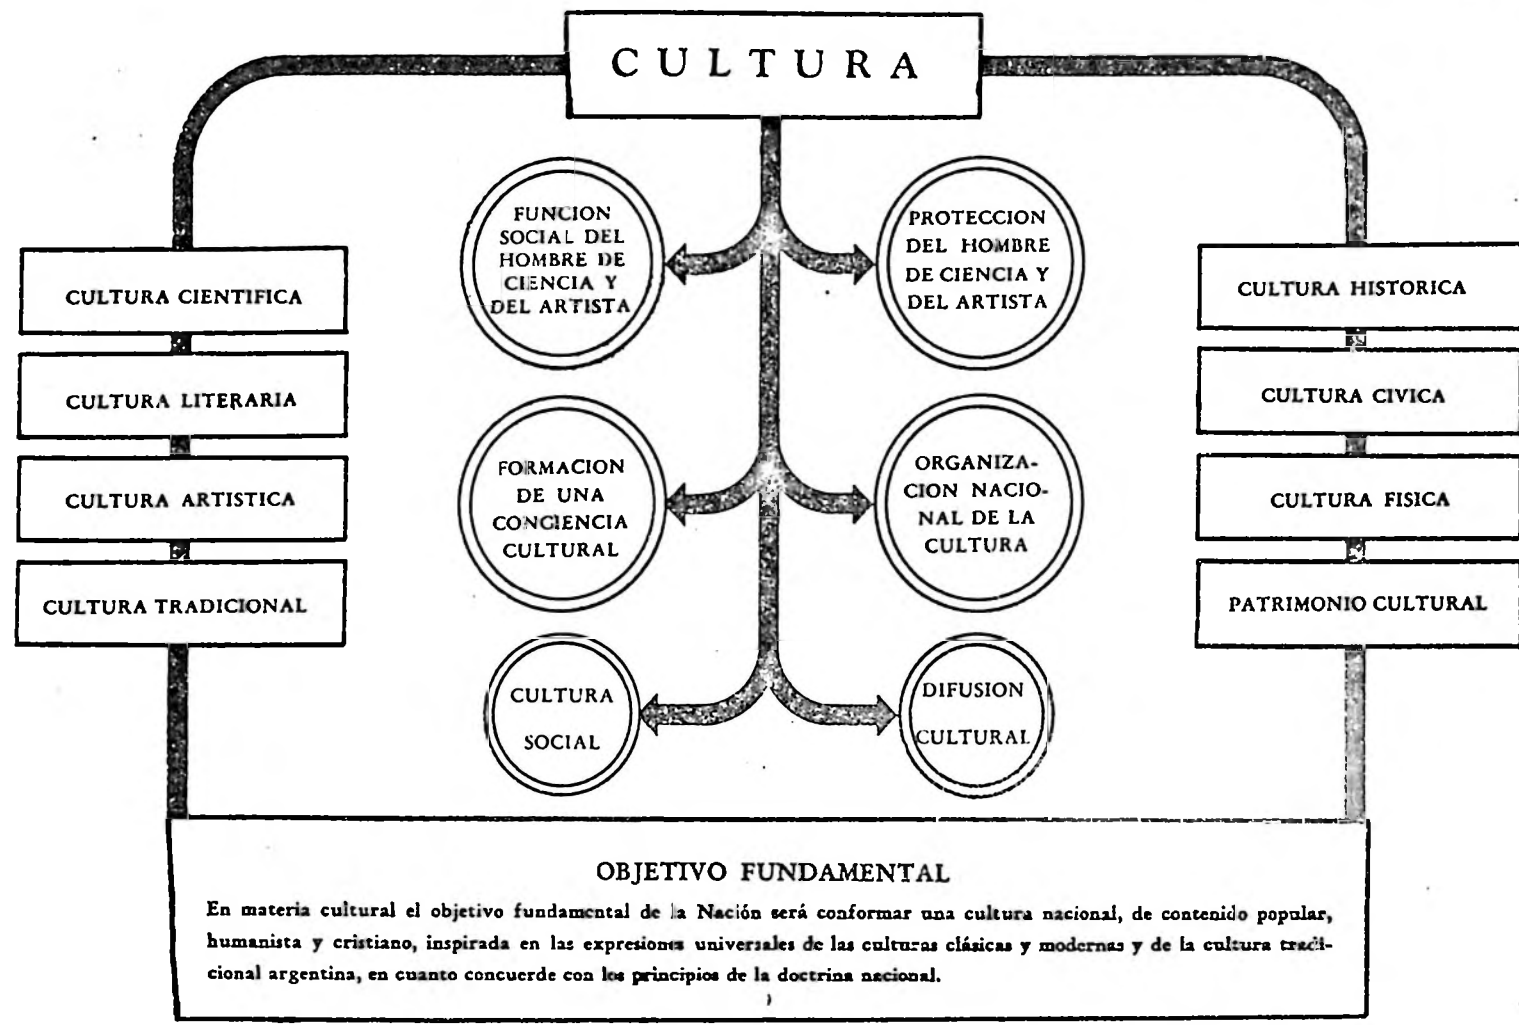 CULTURA
FUNCION
SOCIAL DEL
HOMBRE DE
CIENCIA Y
DEL ARTISTA
PROTECCION
DEL HOMBRE
DE CIENCIA Y
DEL ARTISTA
CULTURA CIENTIFICA
CULTURA LITERARIA
CULTURA ARTISTICA
CULTURA TRADICIONAL
FORMACION
DE UNA
CONCIENCIA
CULTURAL
ORGANIZA-
CION NACIO-
NAL DE LA
CULTURA
CULTURA HISTORICA
CULTURA CIVICA
CULTURA FISICA
PATRIMONIO CULTURAL
CULTURA
SOCIAL
DIFUSION
CULTURAL
OBJETIVO FUNDAMENTAL
En materia cultural el objetivo fundamental de la Nación será conformar una cultura nacional, de contenido popular,
humanista y cristiano, inspirada en las expresiones universales de las culturas clásicas y modernas y de la cultura tradi-
cional argentina, en cuanto concuerde con los principios de la doctrina nacional.